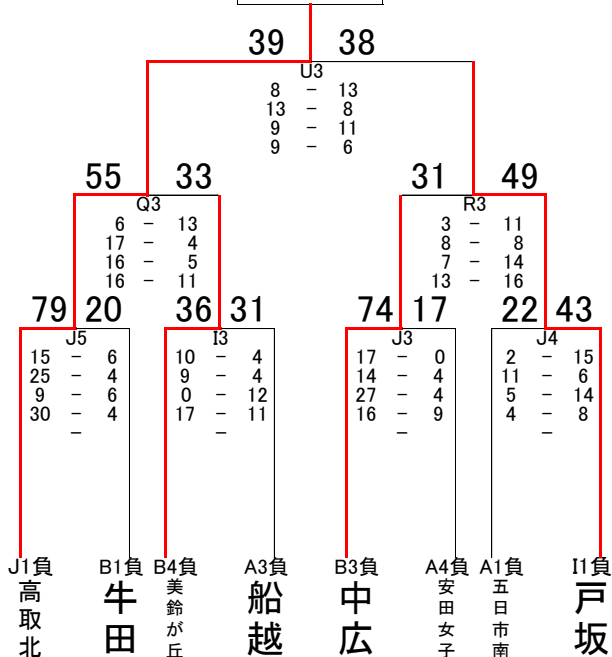 39 38
U3
8 － 13
13 － 8
9 － 11
9 － 6
55 33 31 49
Q3 R3
6 － 13 3 － 11
17 － 4 8 － 8
16 － 5 7 － 14
16 － 11 13 － 16
79 20 36 31 74 17 22 43
J5 I3 J3 J4
15 － 6 10 － 4 17 － 0 2 － 15
25 － 4 9 － 4 14 － 4 11 － 6
9 － 6 0 － 12 27 － 4 5 － 14
30 － 4 17 － 11 16 － 9 4 － 8
－ － － －
J1負 B1負 B4負 A3負 B3負 A4負 A1負 I1負
高取北 牛田 美鈴が丘 船越 中広 安田女子 五日市南 戸坂